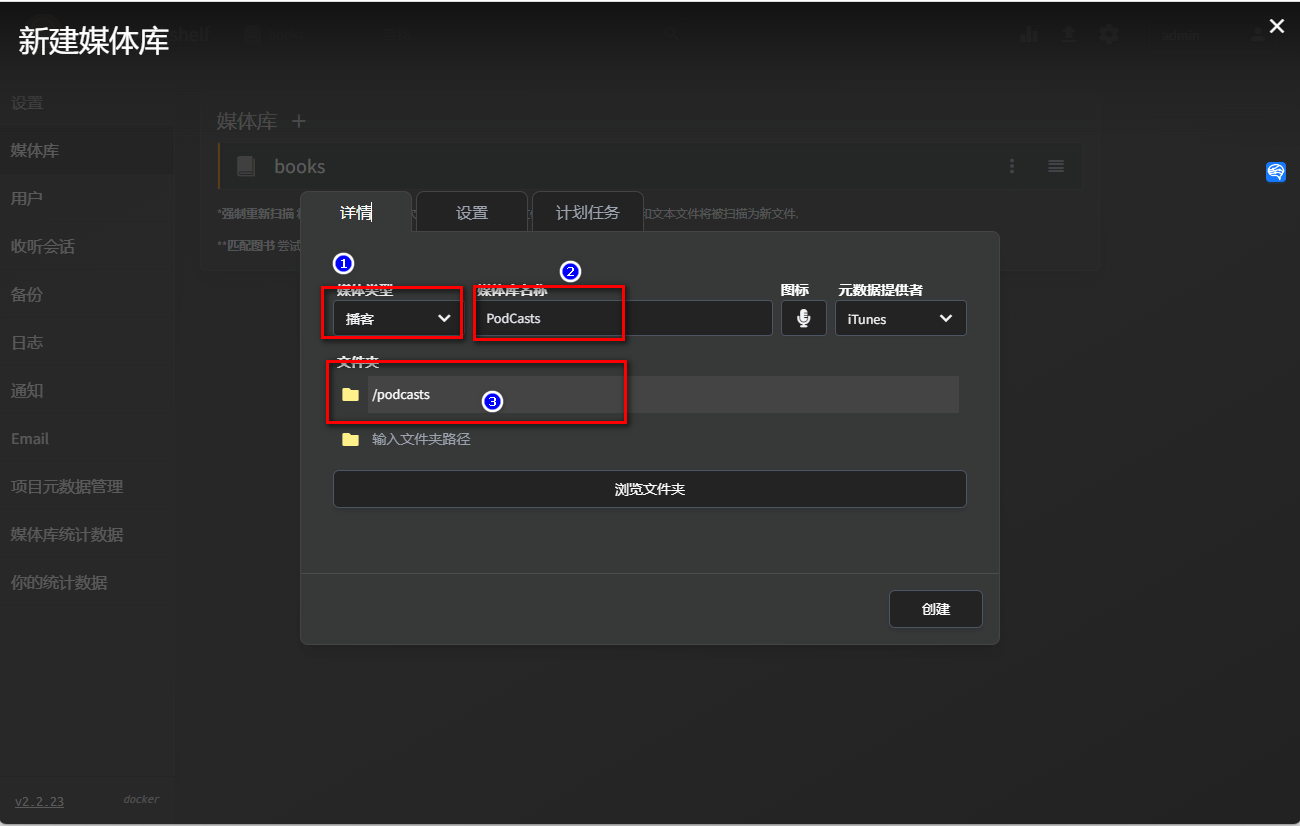 新建媒体库
shelf
admin
设置
媒体库
用户
收听会话
备份
日志
通知
Email
项目元数据管理
媒体库统计数据
你的统计数据
v2.2.23
docker
媒体库 +
books
*强制重新扫描
和文本文件将被扫描为新文件.
**匹配图书 尝试
详情
设置
计划任务
1
2
媒体类型
媒体库名称
图标
元数据提供者
播客
PodCasts
iTunes
文件夹
/podcasts
3
输入文件夹路径
浏览文件夹
创建